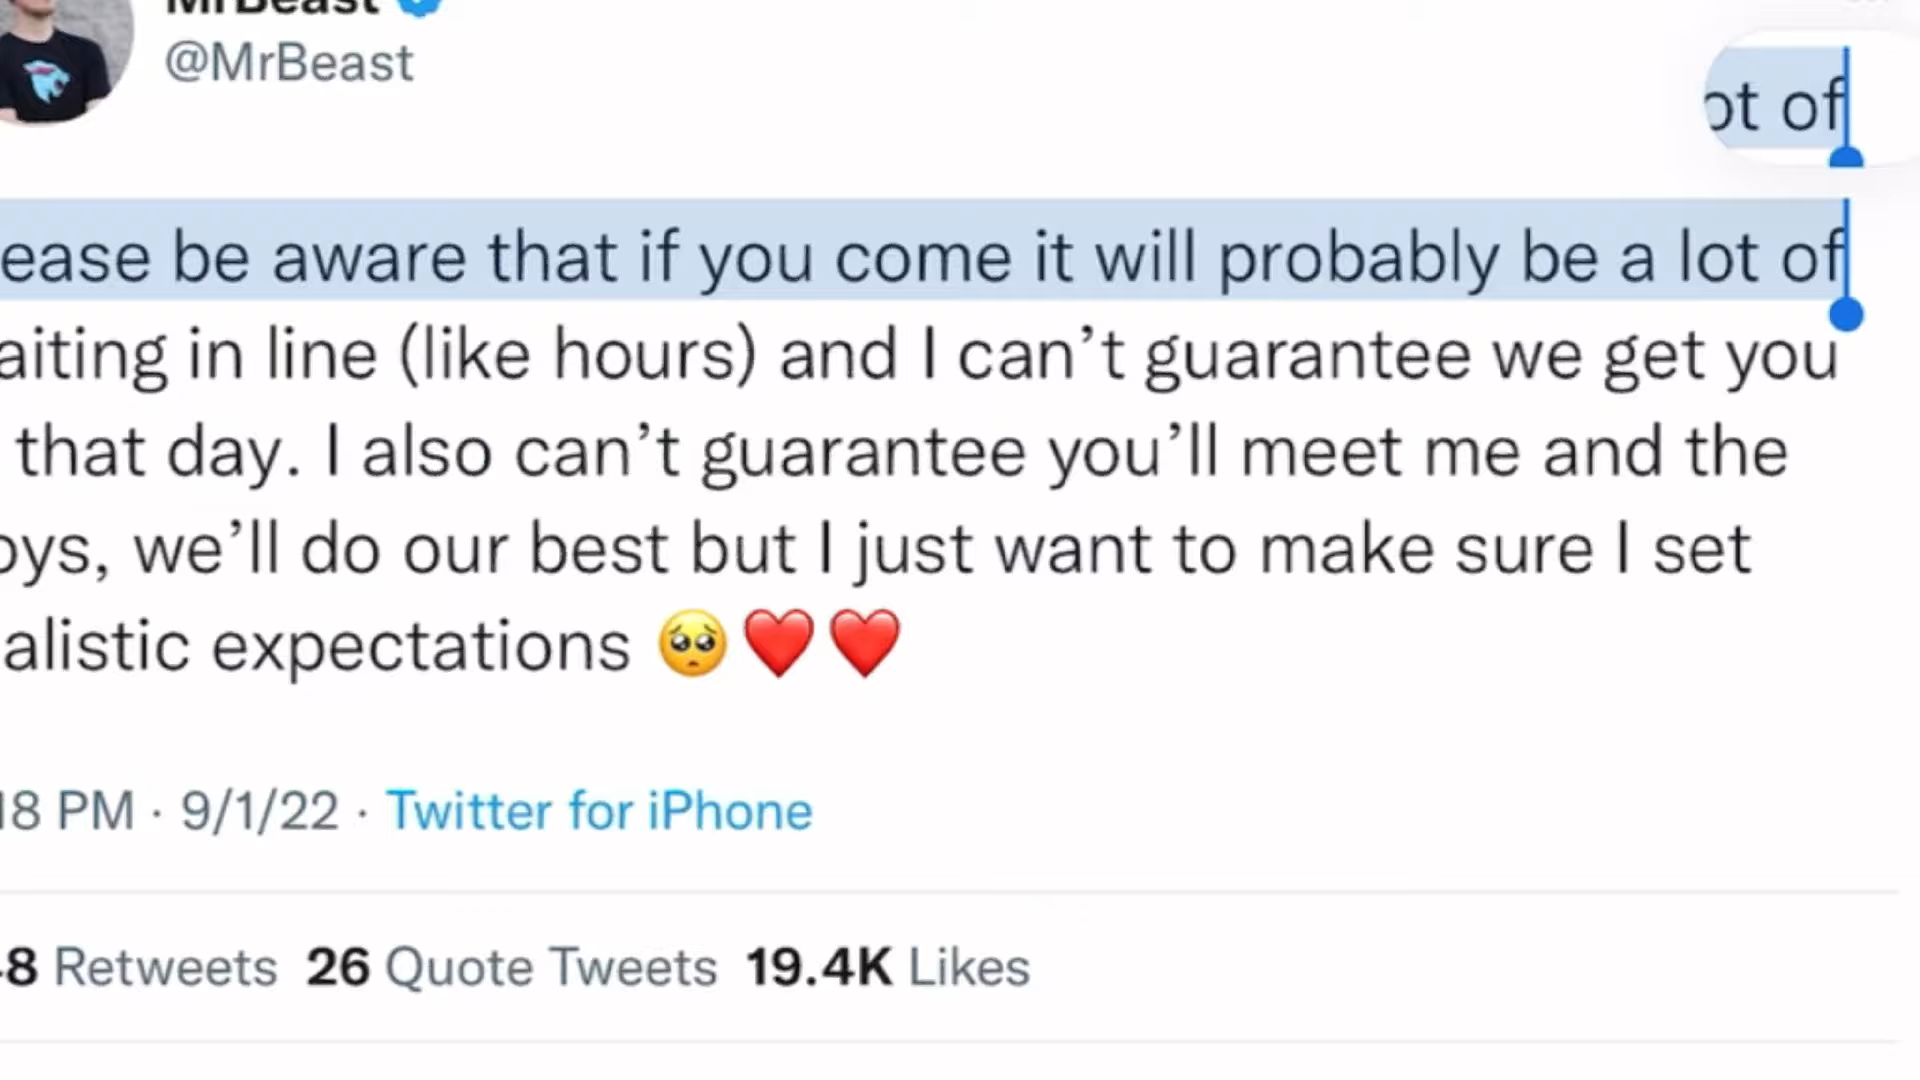 MrBeast
@MrBeast
ot of
ease be aware that if you come it will probably be a lot of
aiting in line (like hours) and I can’t guarantee we get you
that day. I also can’t guarantee you’ll meet me and the
oys, we’ll do our best but I just want to make sure I set
alistic expectations 🥺❤️❤️
18 PM · 9/1/22 · Twitter for iPhone
8 Retweets 26 Quote Tweets 19.4K Likes